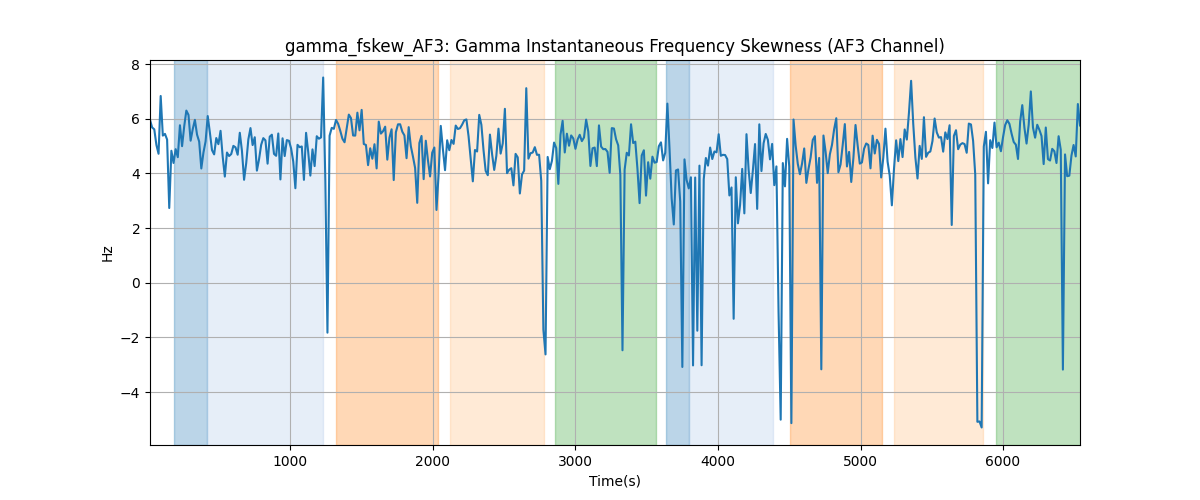 gamma_fskew_AF3: Gamma Instantaneous Frequency Skewness (AF3 Channel)
8
6
4
2
0
−2
−4
Hz
1000 2000 3000 4000 5000 6000
Time(s)